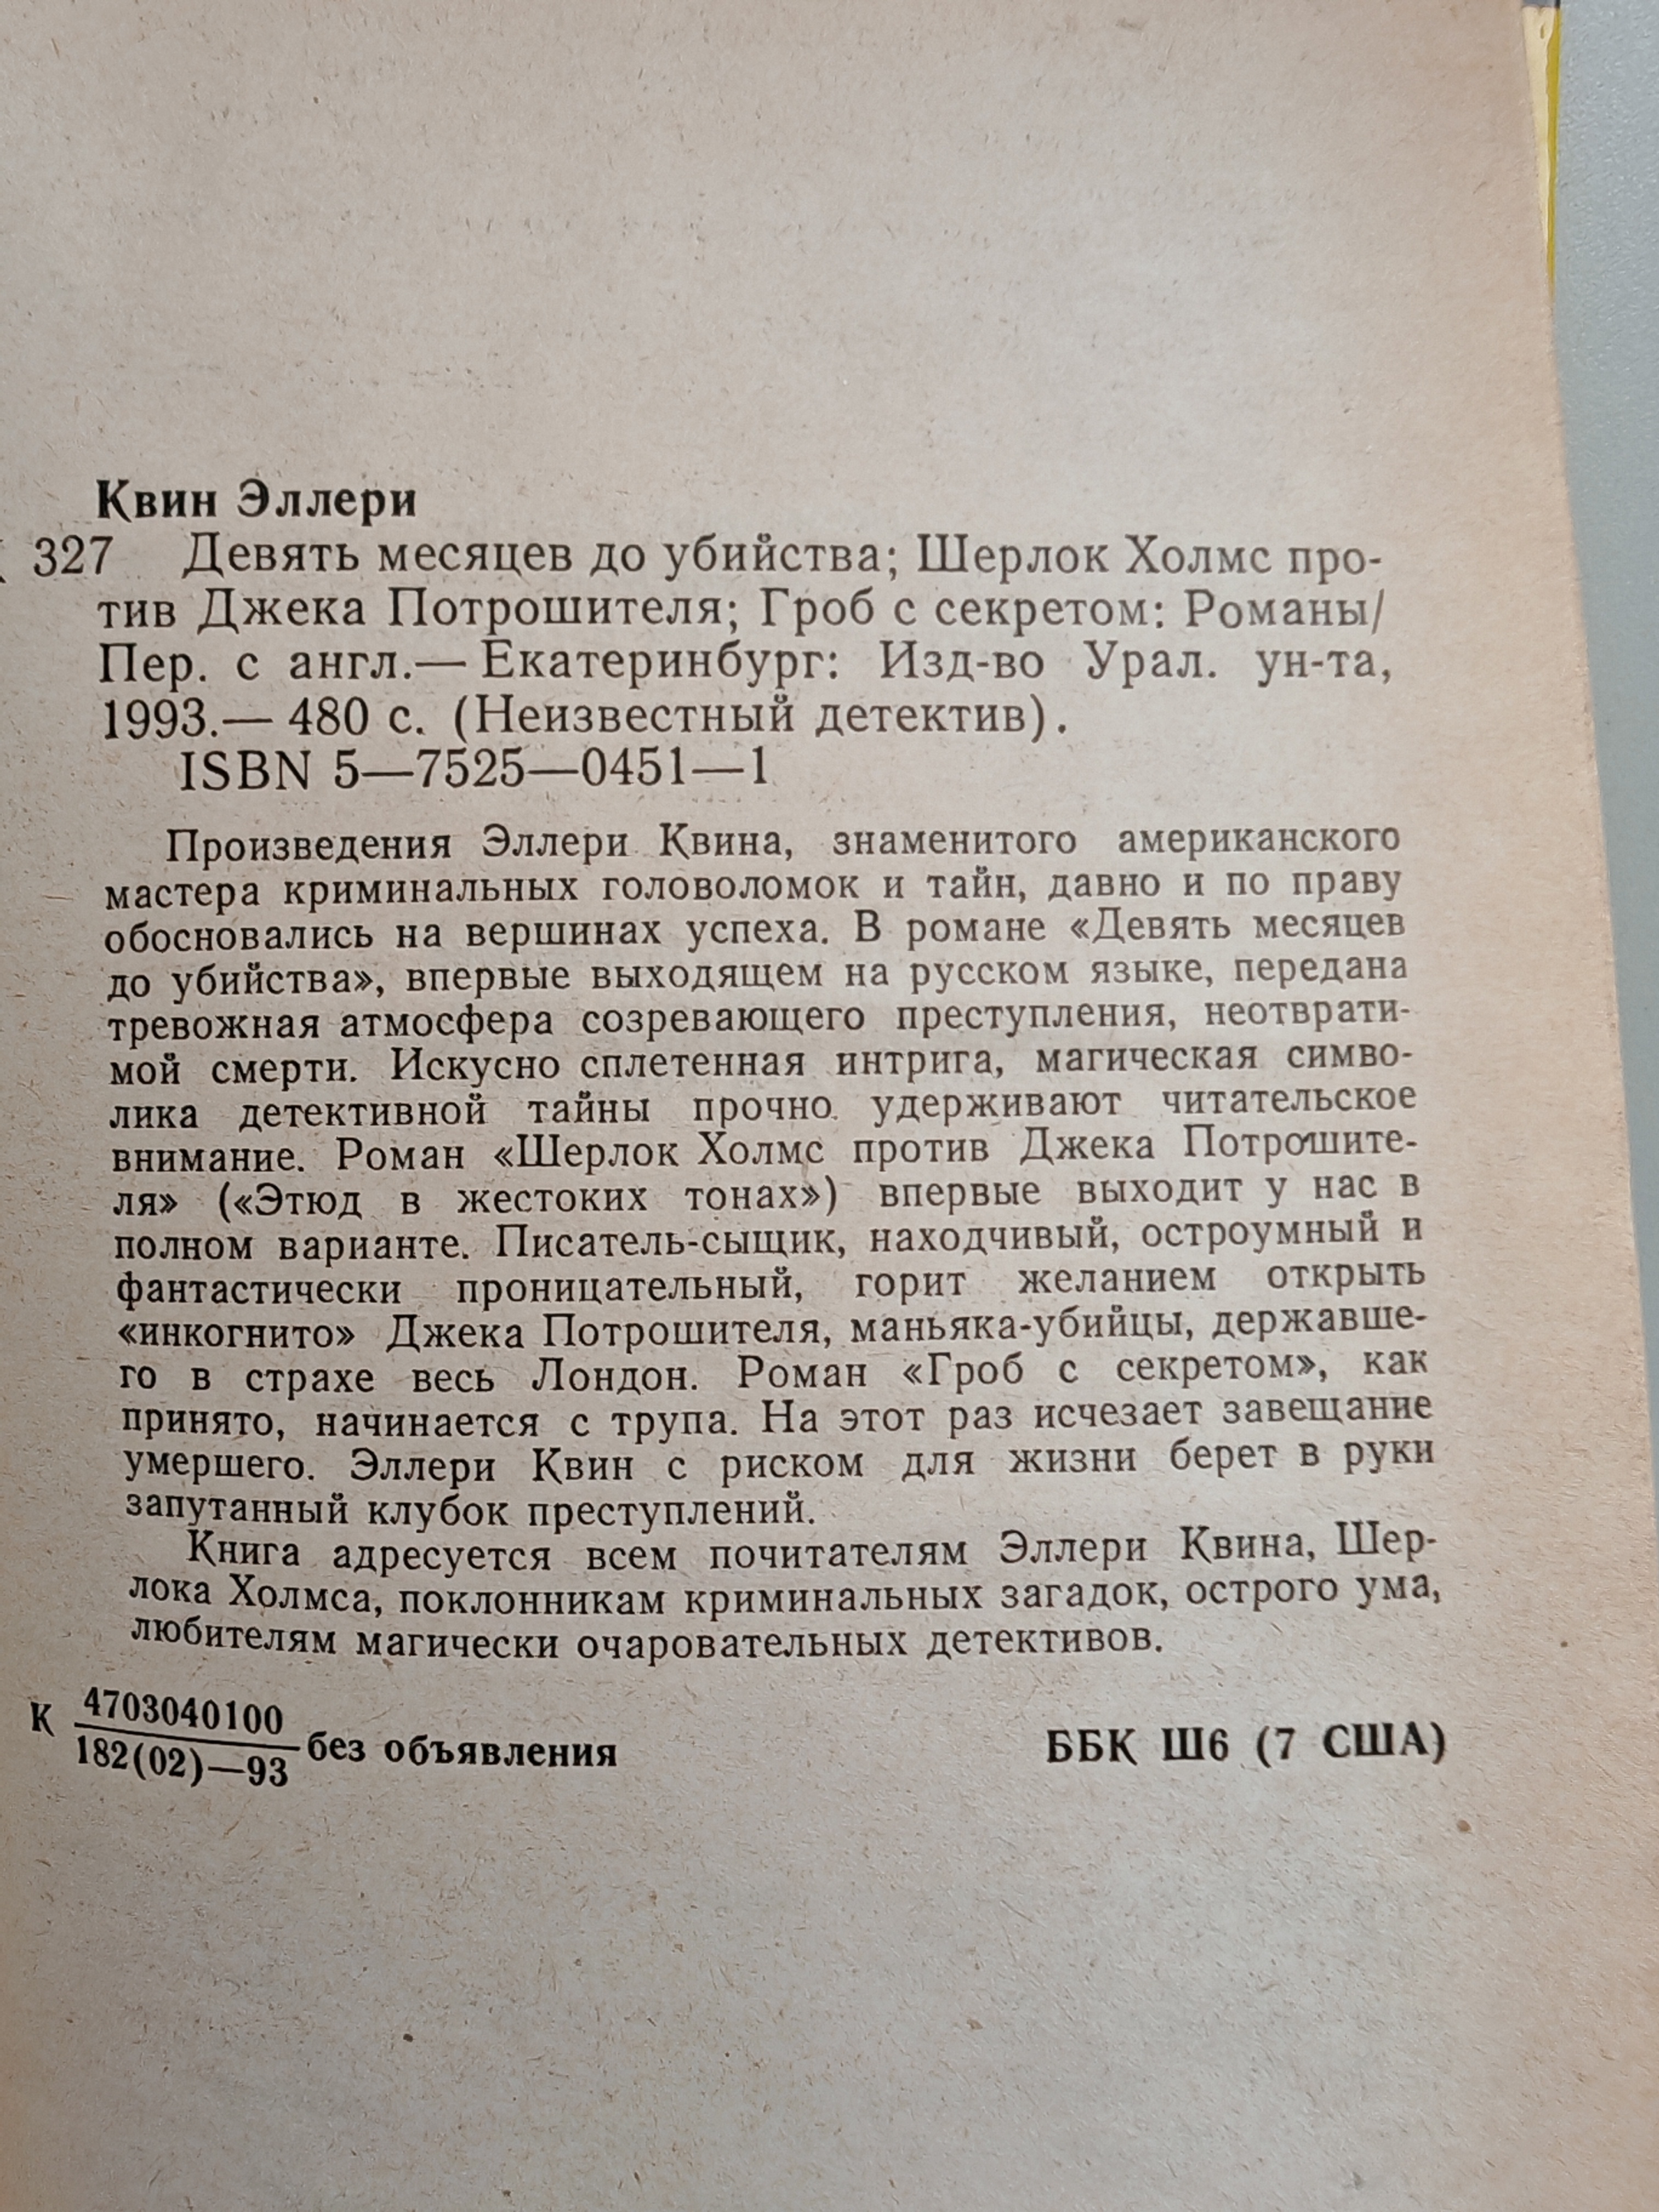 Квин Эллери
327 Девять месяцев до убийства; Шерлок Холмс про-
тив Джека Потрошителя; Гроб с секретом: Романы/
Пер. с англ.— Екатеринбург: Изд-во Урал. ун-та,
1993.— 480 с. (Неизвестный детектив).
ISBN 5—7525—0451—1
Произведения Эллери Квина, знаменитого американского
мастера криминальных головоломок и тайн, давно и по праву
обосновались на вершинах успеха. В романе «Девять месяцев
до убийства», впервые выходящем на русском языке, передана
тревожная атмосфера созревающего преступления, неотврати-
мой смерти. Искусно сплетенная интрига, магическая симво-
лика детективной тайны прочно удерживают читательское
внимание. Роман «Шерлок Холмс против Джека Потрошите-
ля» («Этюд в жестоких тонах») впервые выходит у нас в
полном варианте. Писатель-сыщик, находчивый, остроумный и
фантастически проницательный, горит желанием открыть
«инкогнито» Джека Потрошителя, маньяка-убийцы, державше-
го в страхе весь Лондон. Роман «Гроб с секретом», как
принято, начинается с трупа. На этот раз исчезает завещание
умершего. Эллери Квин с риском для жизни берет в руки
запутанный клубок преступлений.
Книга адресуется всем почитателям Эллери Квина, Шер-
лока Холмса, поклонникам криминальных загадок, острого ума,
любителям магически очаровательных детективов.
К 4703040100
182(02)—93 без объявления ББК Ш6 (7 США)